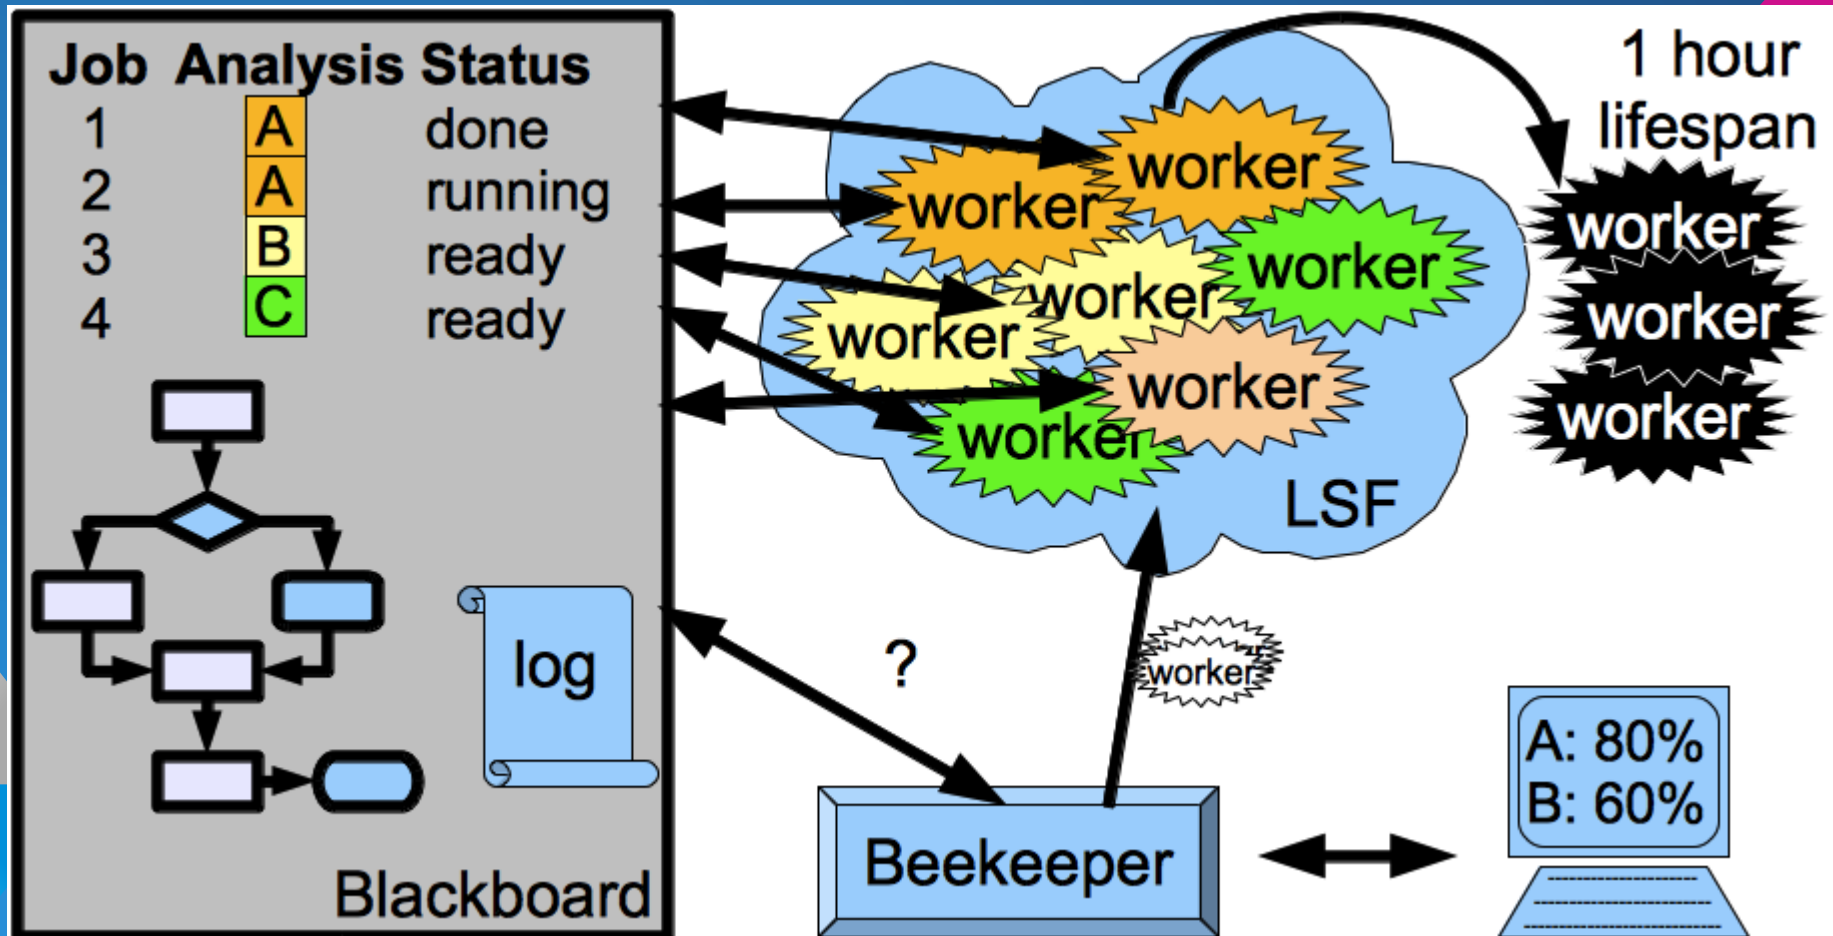 Job Analysis Status
1 A done
2 A running
3 B ready
4 C ready
log
Blackboard
worker
worker
worker
worker
worker
worker
worker
LSF
1 hour
lifespan
worker
worker
worker
?
worker
Beekeeper
A: 80%
B: 60%